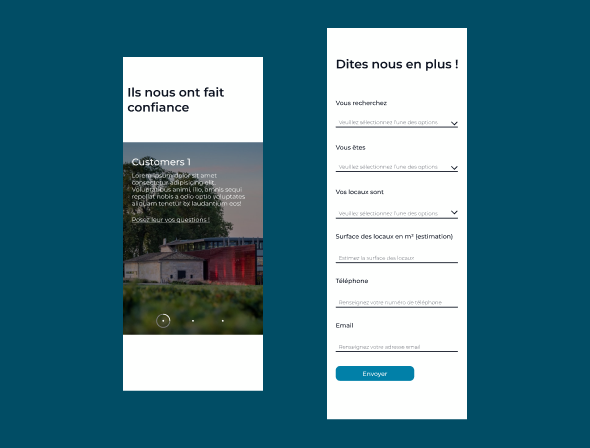 Ils nous ont fait
confiance
Customers 1
Lorem ipsum dolor sit amet
consectetur adipisicing elit.
Voluptatibus animi, illo, omnis sequi
repellat nobis a odio optio voluptates
aliquam tenetur ex laudantium eos!
Posez leur vos questions !
Dites nous en plus !
Vous recherchez
Veuillez sélectionnez l'une des options
Vous êtes
Veuillez sélectionnez l'une des options
Vos locaux sont
Veuillez sélectionnez l'une des options
Surface des locaux en m² (estimation)
Estimez la surface des locaux
Téléphone
Renseignez votre numéro de téléphone
Email
Renseignez votre adresse email
Envoyer